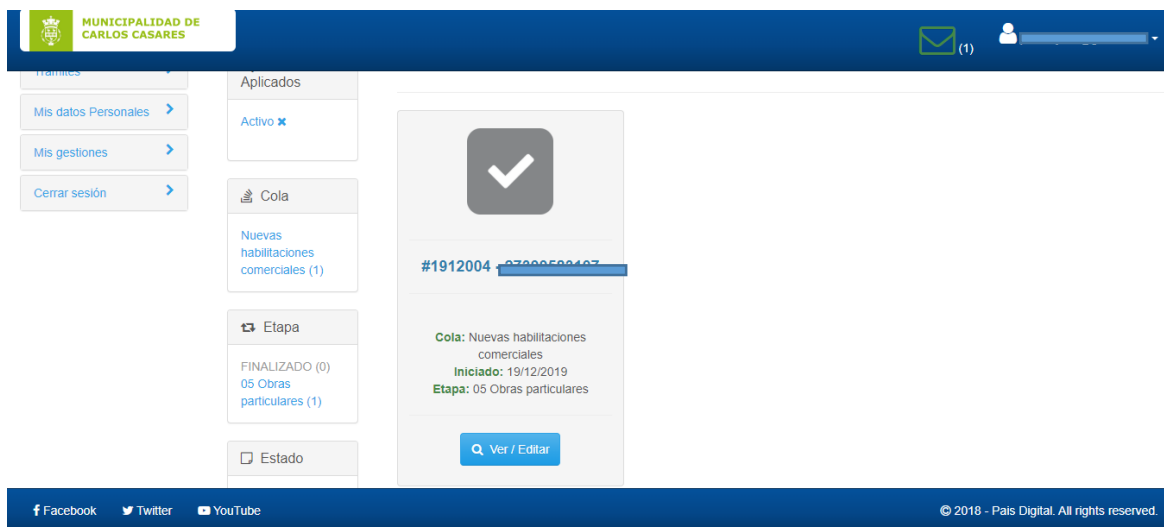 MUNICIPALIDAD DE
CARLOS CASARES
(1)
Trámites
Mis datos Personales
Mis gestiones
Cerrar sesión
Aplicados
Activo
Cola
Nuevas
habilitaciones
comerciales (1)
Etapa
FINALIZADO (0)
05 Obras
particulares (1)
Estado
#1912004 -
Cola: Nuevas habilitaciones
comerciales
Iniciado: 19/12/2019
Etapa: 05 Obras particulares
Ver / Editar
Facebook
Twitter
YouTube
© 2018 - Pais Digital. All rights reserved.